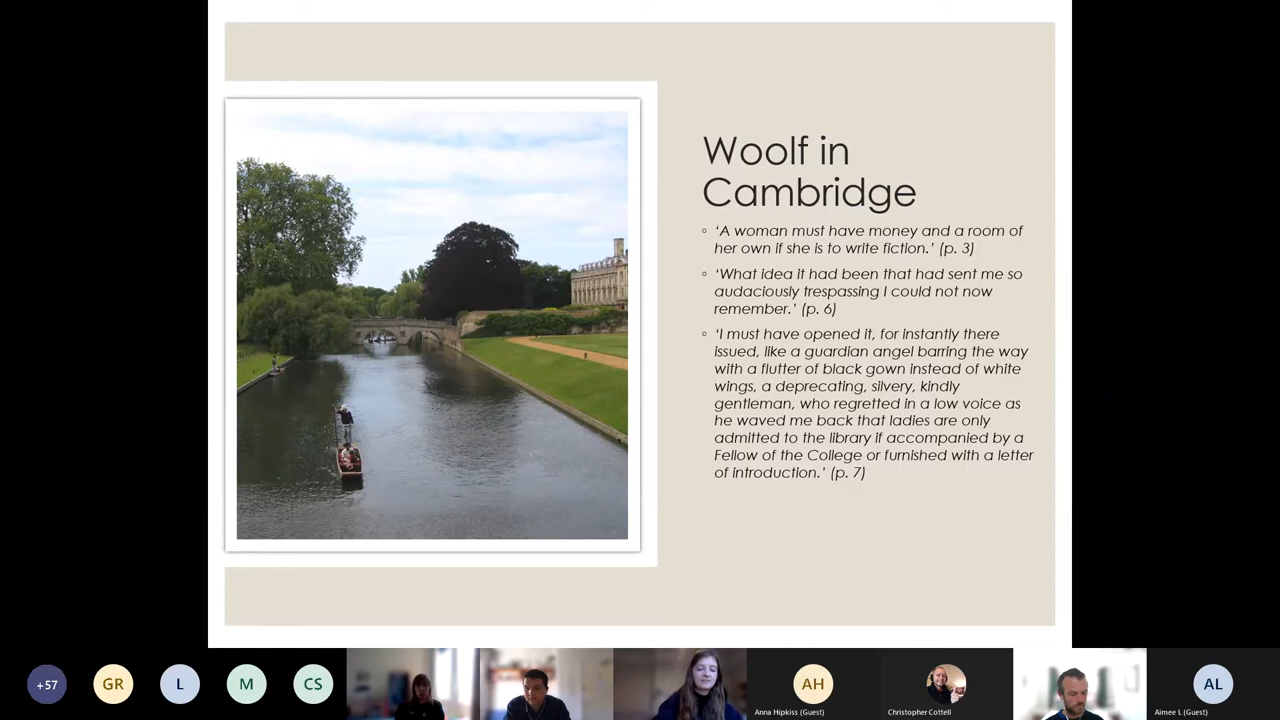 Woolf in
Cambridge
◦ ‘A woman must have money and a room of
her own if she is to write fiction.’ (p. 3)
◦ ‘What idea it had been that had sent me so
audaciously trespassing I could not now
remember.’ (p. 6)
◦ ‘I must have opened it, for instantly there
issued, like a guardian angel barring the way
with a flutter of black gown instead of white
wings, a deprecating, silvery, kindly
gentleman, who regretted in a low voice as
he waved me back that ladies are only
admitted to the library if accompanied by a
Fellow of the College or furnished with a letter
of introduction.’ (p. 7)
+57
GR
L
M
CS
AH
Anna Hipkiss (Guest)
Christopher Cottell
AL
Aimee L (Guest)